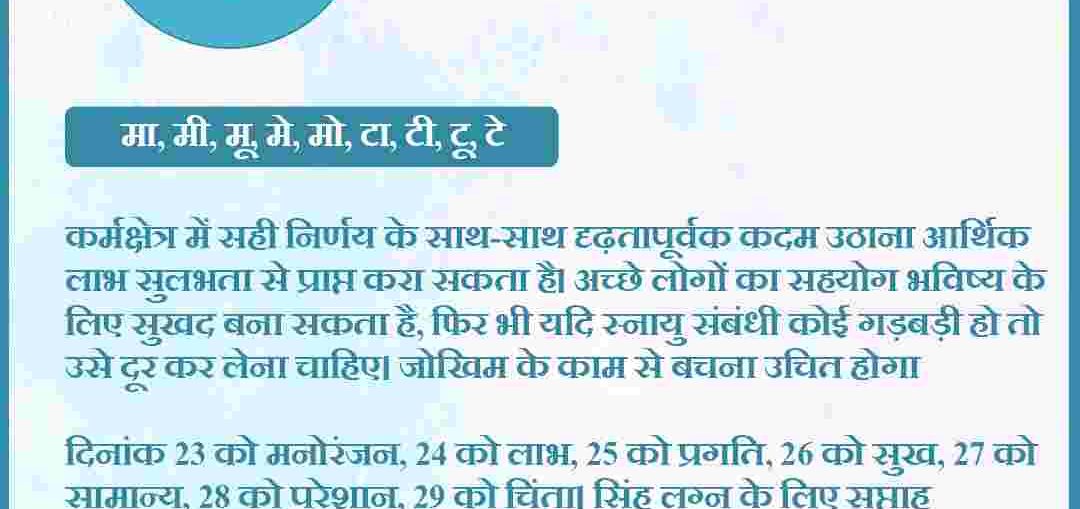 मा, मी, मू, मे, मो, टा, टी, टू, टे
कर्मक्षेत्र में सही निर्णय के साथ-साथ दृढ़तापूर्वक कदम उठाना आर्थिक
लाभ सुलभता से प्राप्त करा सकता है। अच्छे लोगों का सहयोग भविष्य के
लिए सुखद बना सकता है, फिर भी यदि स्नायु संबंधी कोई गड़बड़ी हो तो
उसे दूर कर लेना चाहिए। जोखिम के काम से बचना उचित होगा
दिनांक 23 को मनोरंजन, 24 को लाभ, 25 को प्रगति, 26 को सुख, 27 को
सामान्य, 28 को परेशान, 29 को चिंता। सिंह लग्न के लिए सप्ताह